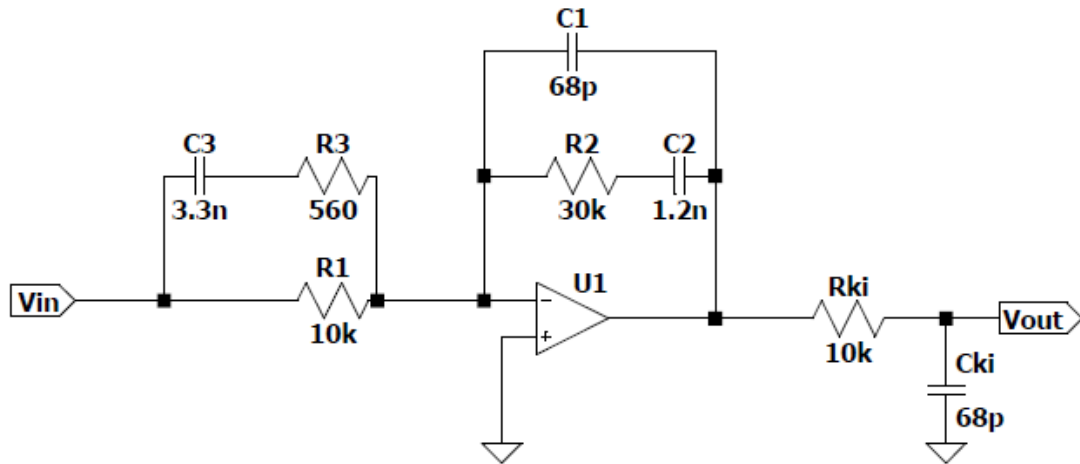 C1
68p
C3
R3
3.3n
560
R2
C2
30k
1.2n
Vin
R1
10k
U1
Rki
10k
Vout
Cki
68p